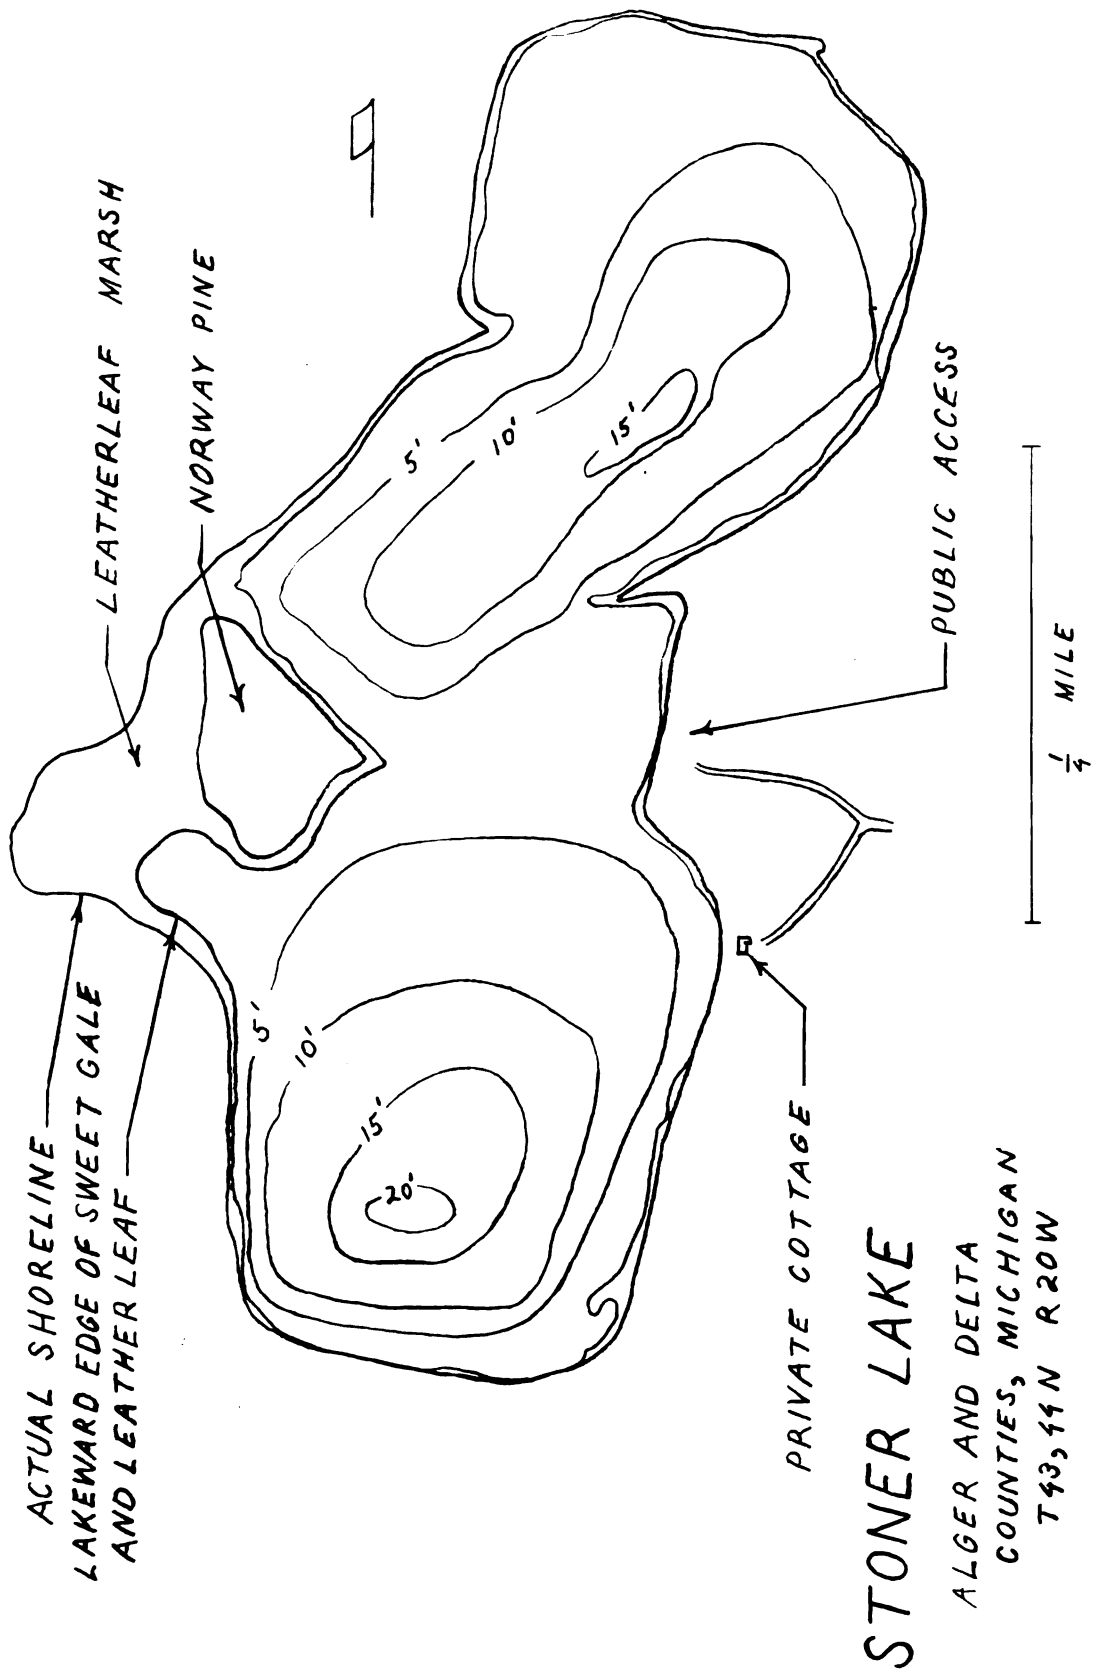 ACTUAL SHORELINE
LAKEWARD EDGE OF SWEET GALE
AND LEATHER LEAF
LEATHERLEAF MARSH
NORWAY PINE
5'
10'
15'
5'
10'
15'
20'
PUBLIC ACCESS
PRIVATE COTTAGE
1/4 MILE
STONER LAKE
ALGER AND DELTA
COUNTIES, MICHIGAN
T43,44N R20W